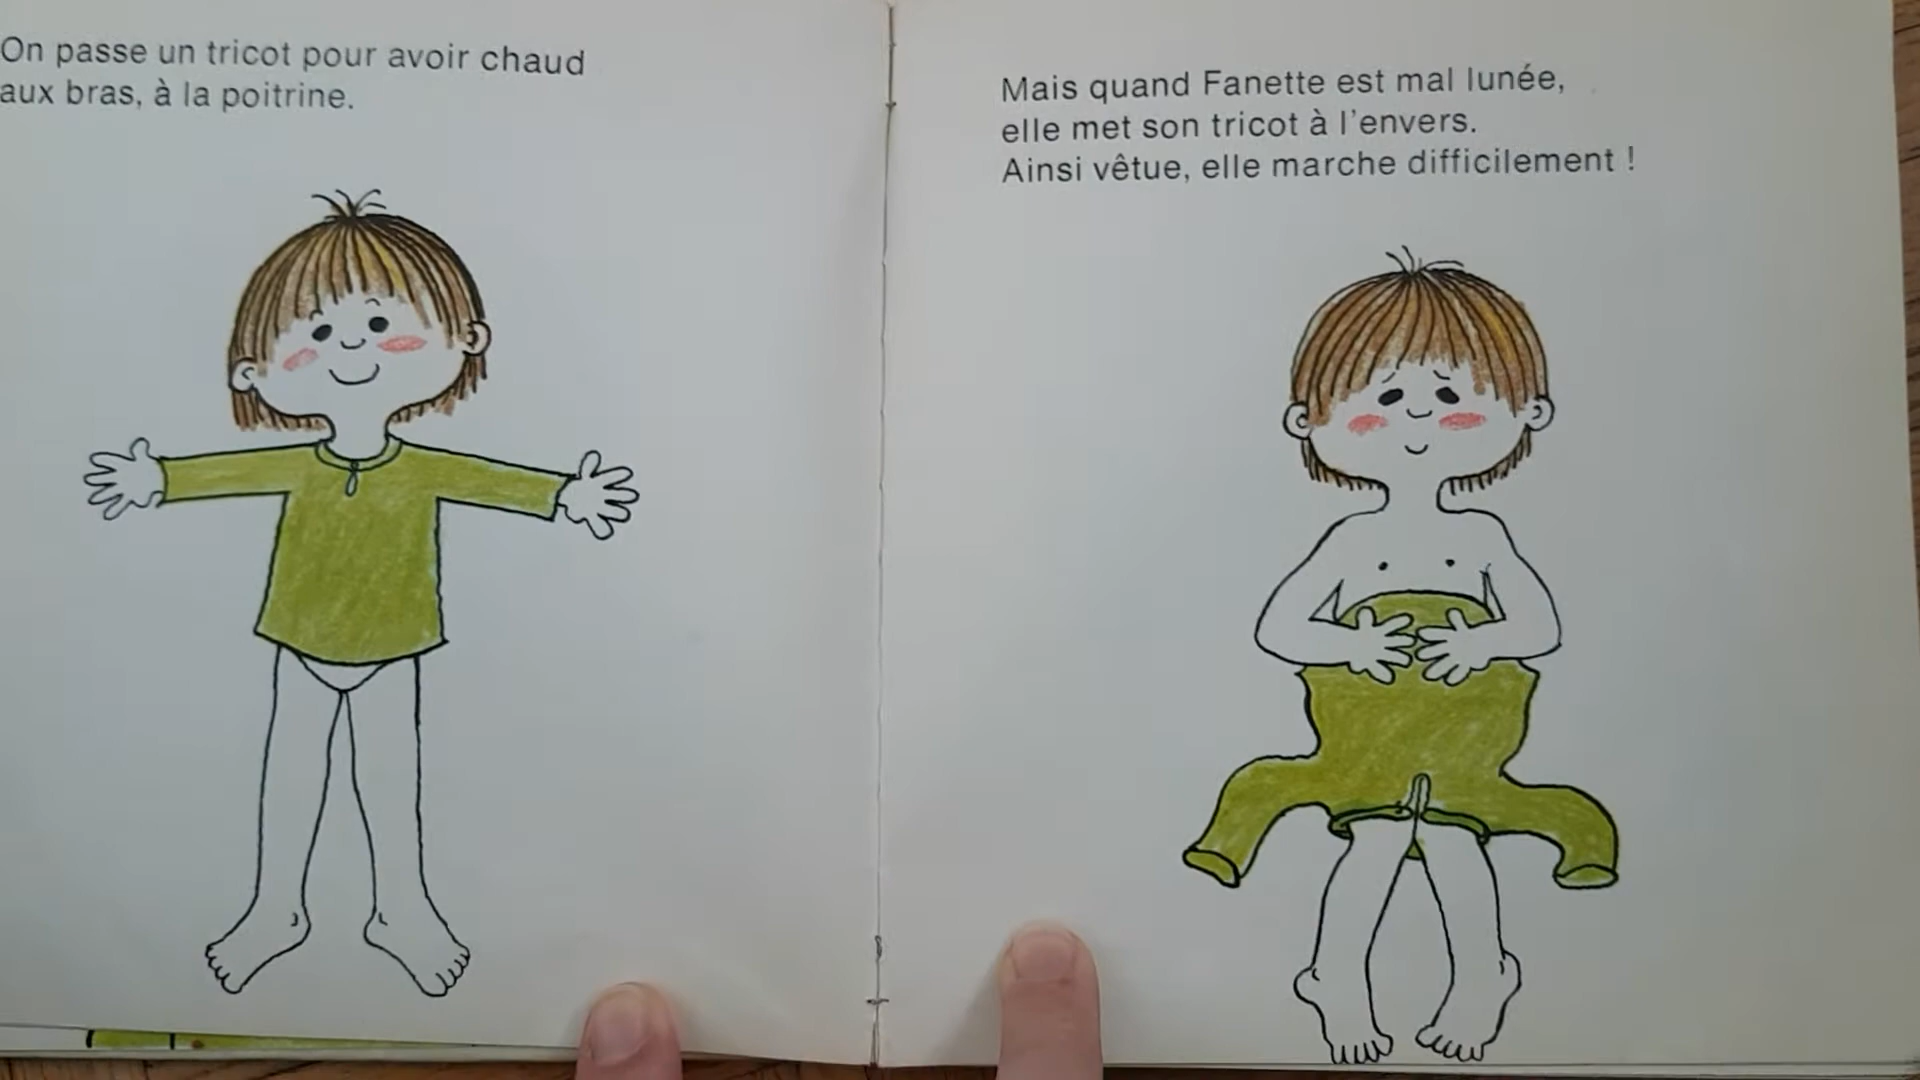 On passe un tricot pour avoir chaud
aux bras, à la poitrine.
Mais quand Fanette est mal lunée,
elle met son tricot à l'envers.
Ainsi vêtue, elle marche difficilement !